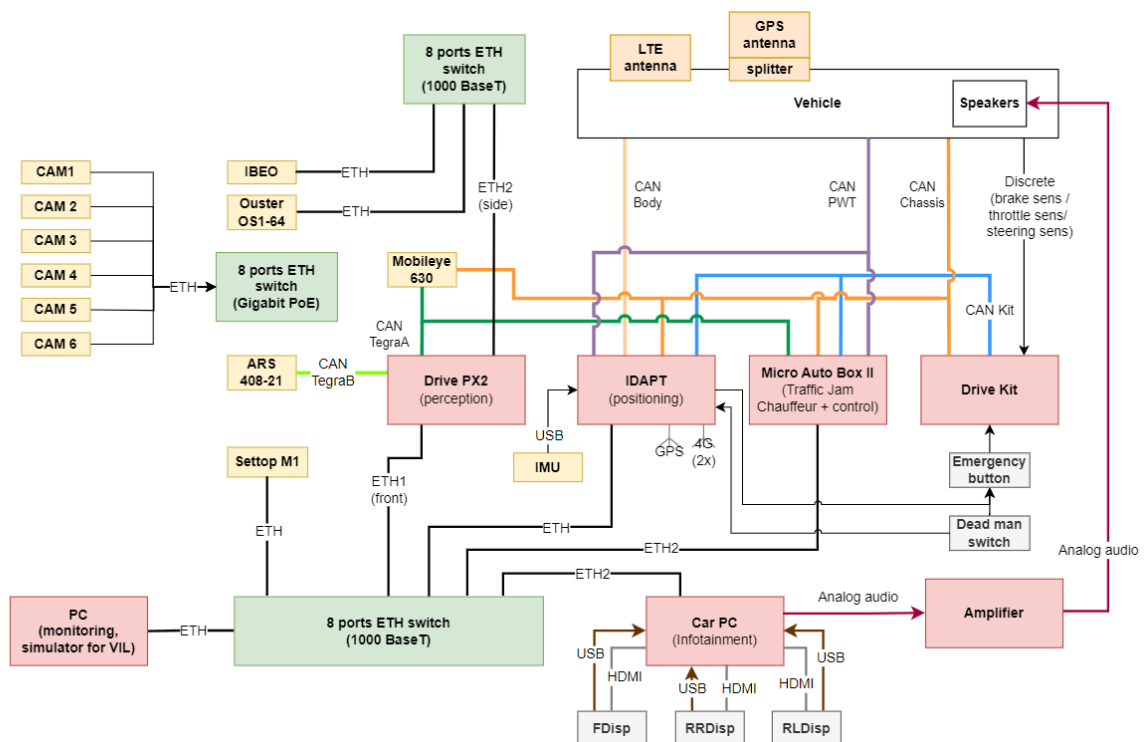 8 ports ETH
switch
(1000 BaseT)
LTE
antenna
GPS
antenna
splitter
Vehicle
Speakers
CAM1
CAM 2
CAM 3
CAM 4
CAM 5
CAM 6
ETH
8 ports ETH
switch
(Gigabit PoE)
IBEO
ETH
Ouster
OS1-64
ETH
ETH2
(side)
CAN
Body
CAN
PWT
CAN
Chassis
Discrete
(brake sens /
throttle sens/
steering sens)
Mobileye
630
CAN
TegraA
CAN Kit
ARS
408-21
CAN
TegraB
Drive PX2
(perception)
IDAPT
(positioning)
Micro Auto Box II
(Traffic Jam
Chauffeur + control)
Drive Kit
USB
IMU
GPS
4G
(2x)
Emergency
button
Dead man
switch
Settop M1
ETH
ETH1
(front)
ETH
ETH2
ETH2
Analog audio
PC
(monitoring,
simulator for VIL)
ETH
8 ports ETH switch
(1000 BaseT)
Car PC
(Infotainment)
Analog audio
Amplifier
USB
HDMI
USB
HDMI
HDMI
USB
FDisp
RRDisp
RLDisp